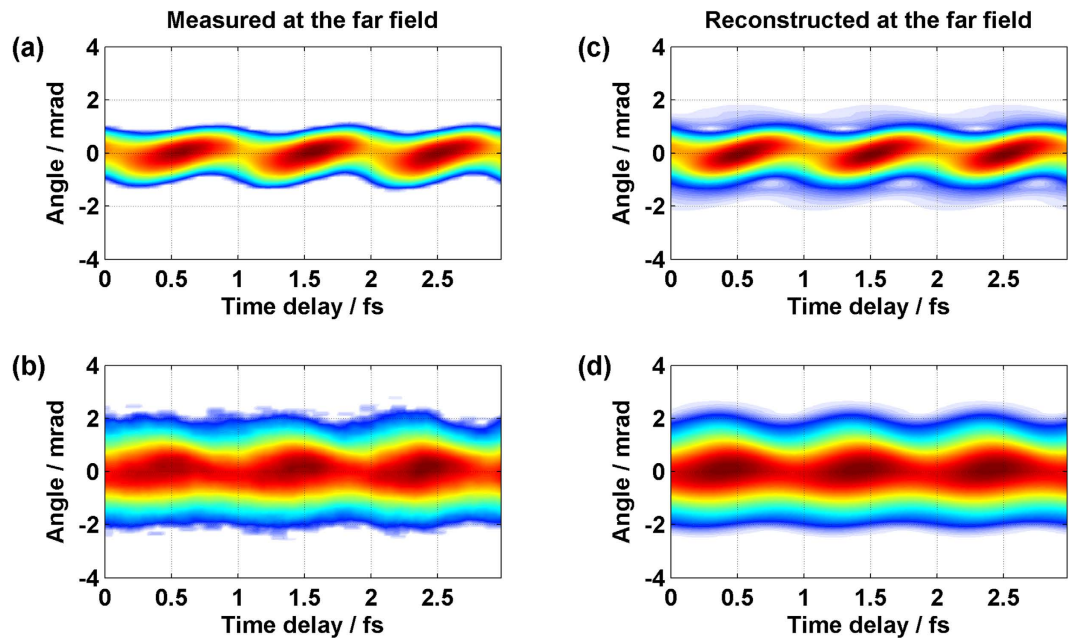 Measured at the far field
Reconstructed at the far field
(a)
4
2
0
-2
-4
Angle / mrad
0 0.5 1 1.5 2 2.5
Time delay / fs
(c)
4
2
0
-2
-4
Angle / mrad
0 0.5 1 1.5 2 2.5
Time delay / fs
(b)
4
2
0
-2
-4
Angle / mrad
0 0.5 1 1.5 2 2.5
Time delay / fs
(d)
4
2
0
-2
-4
Angle / mrad
0 0.5 1 1.5 2 2.5
Time delay / fs